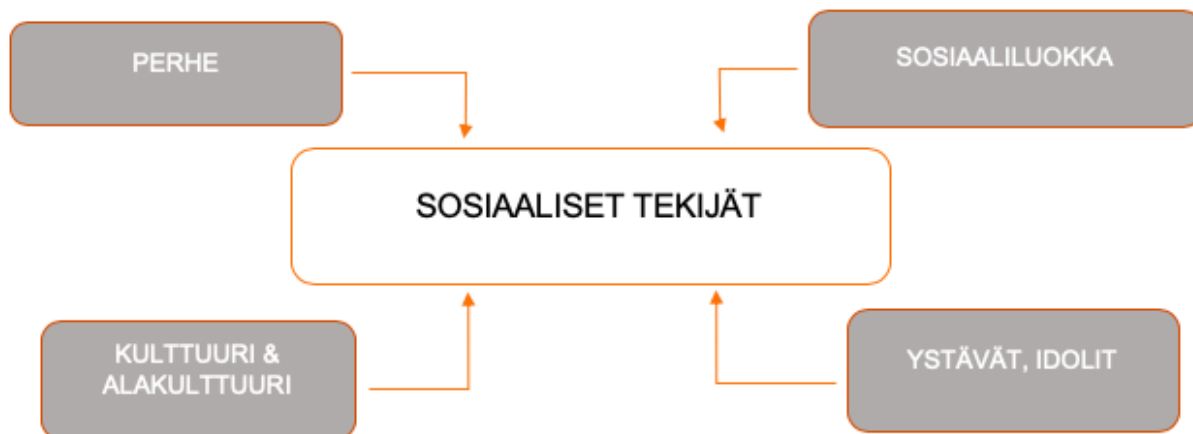 PERHE
SOSIAALILUOKKA
SOSIAALISET TEKIJÄT
KULTTUURI &
ALAKULTTUURI
YSTÄVÄT, IDOLIT